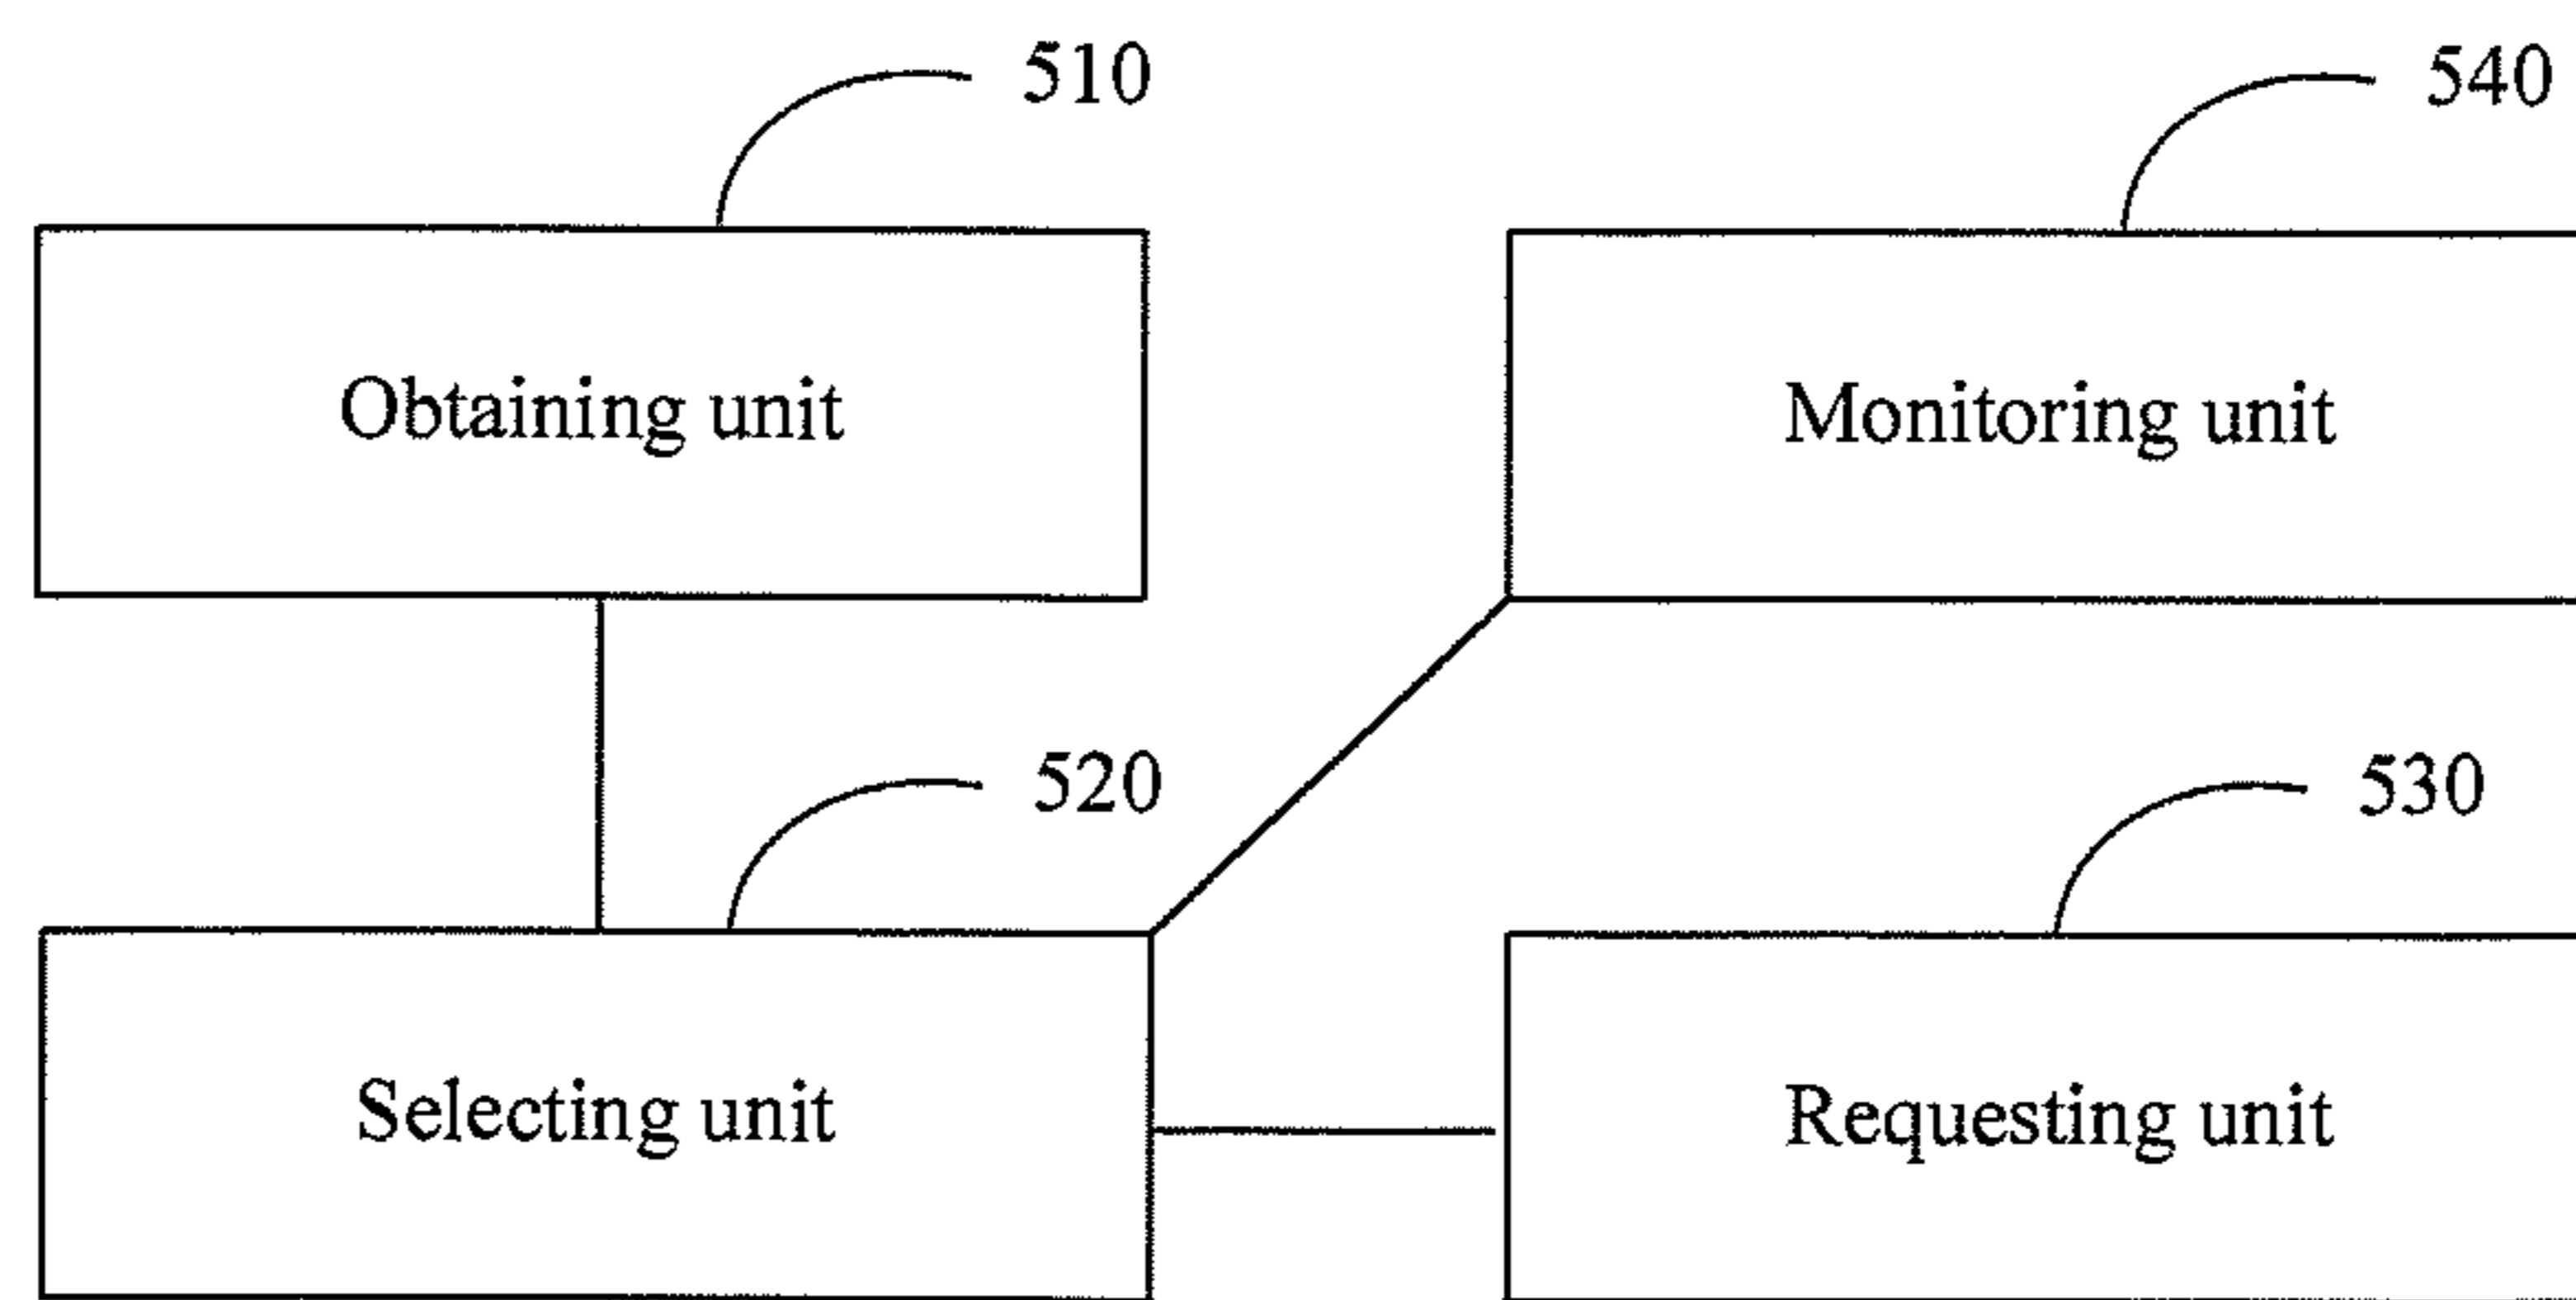 510
540
Obtaining unit
Monitoring unit
520
530
Selecting unit
Requesting unit